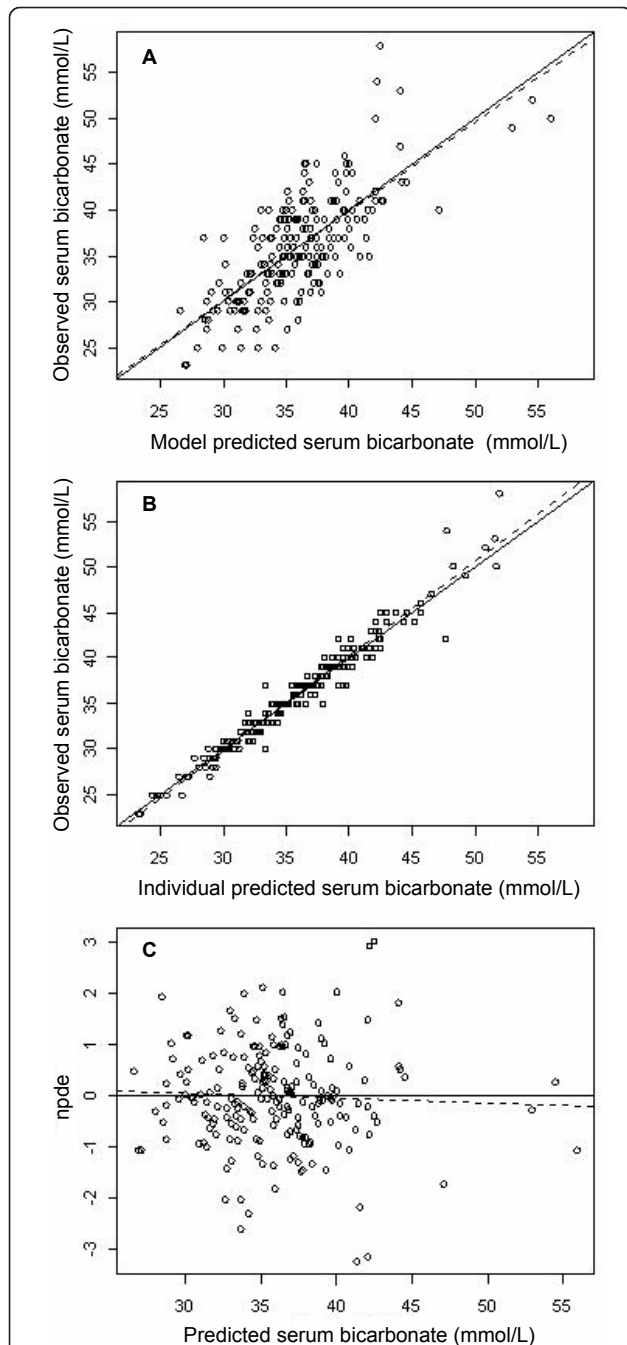 A
Observed serum bicarbonate (mmol/L)
55
50
45
40
35
30
25
25 30 35 40 45 50 55
Model predicted serum bicarbonate (mmol/L)
B
Observed serum bicarbonate (mmol/L)
55
50
45
40
35
30
25
25 30 35 40 45 50 55
Individual predicted serum bicarbonate (mmol/L)
C
npde
3
2
1
0
-1
-2
-3
30 35 40 45 50 55
Predicted serum bicarbonate (mmol/L)